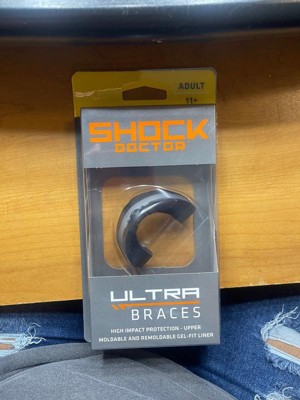 ADULT
11+
SHOCK
DOCTOR
ULTRA
BRACES
HIGH IMPACT PROTECTION - UPPER
MOLDABLE AND REMOLDABLE GEL-FIT LINER